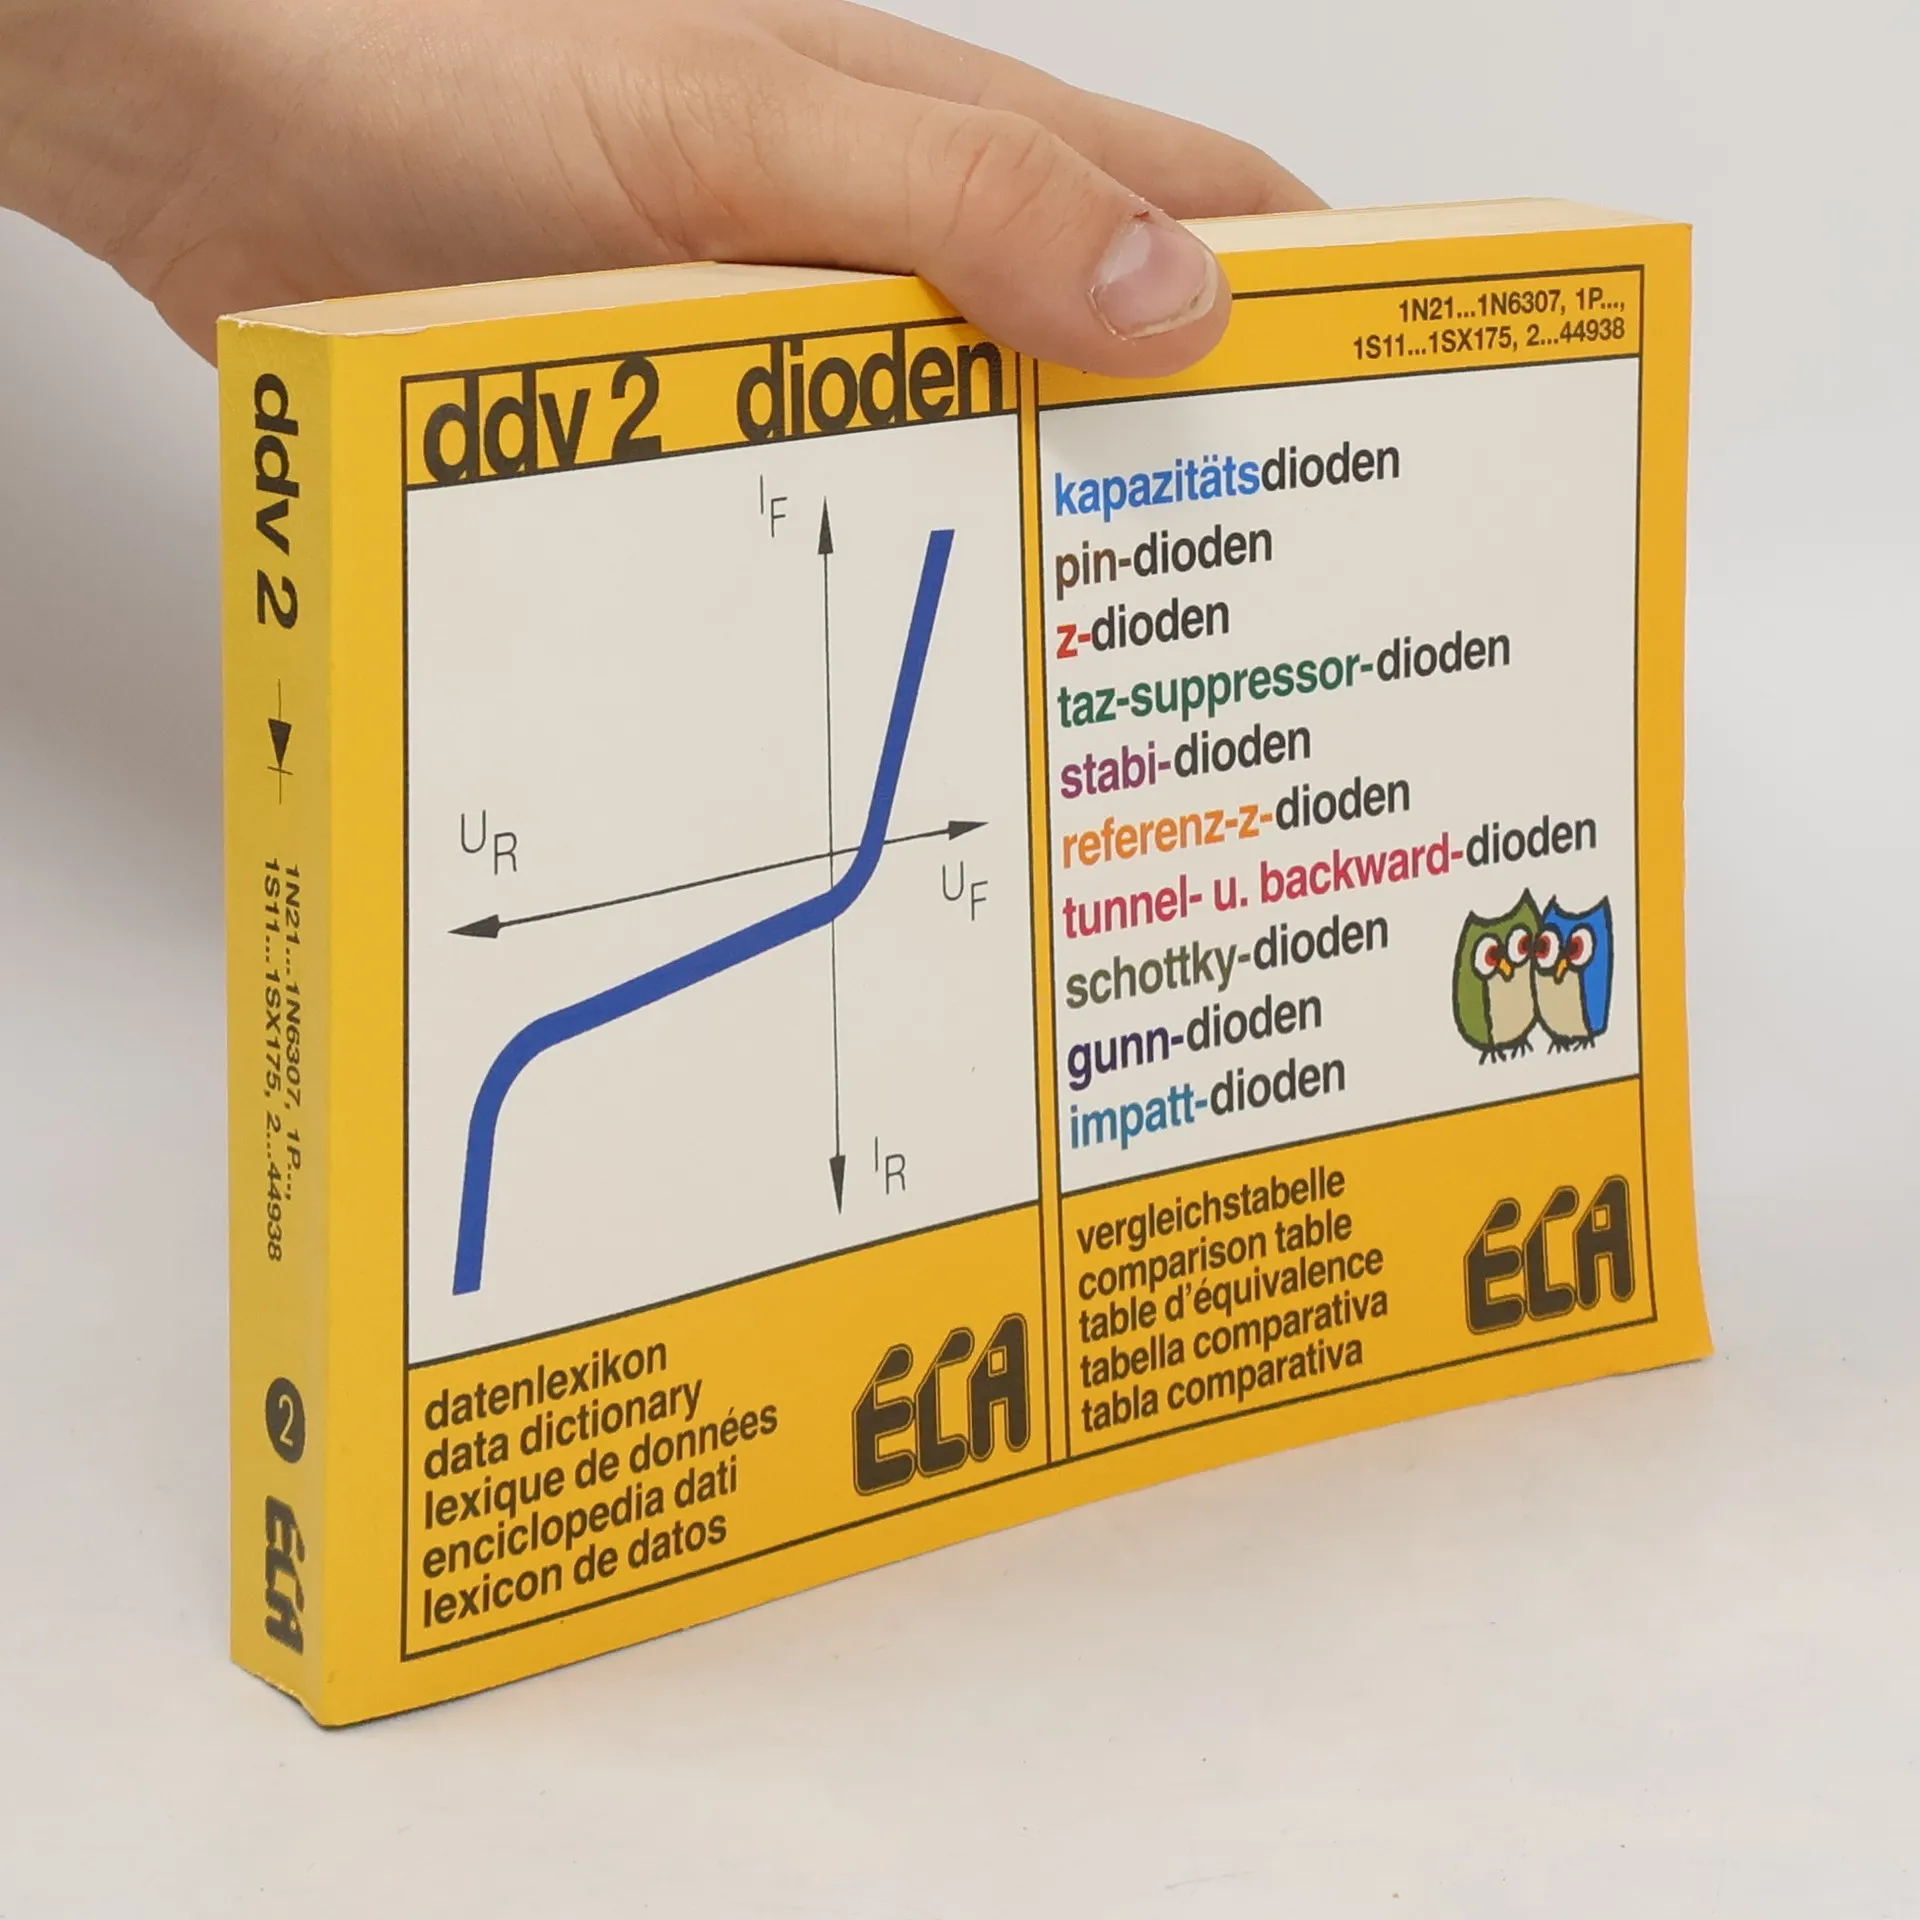 ddv 2
1N21...1N6307, 1P...,
1S11...1SX175, 2...44938
2
ECA
ddv 2 dioden
I F
U R
U F
I R
datenlexikon
data dictionary
lexique de données
enciclopedia dati
lexicon de datos
ECA
1N21...1N6307, 1P...,
1S11...1SX175, 2...44938
kapazitätsdioden
pin-dioden
z-dioden
taz-suppressor-dioden
stabi-dioden
referenz-z-dioden
tunnel- u. backward-dioden
schottky-dioden
gunn-dioden
impatt-dioden
vergleichstabelle
comparison table
table d'équivalence
tabella comparativa
tabla comparativa
ECA